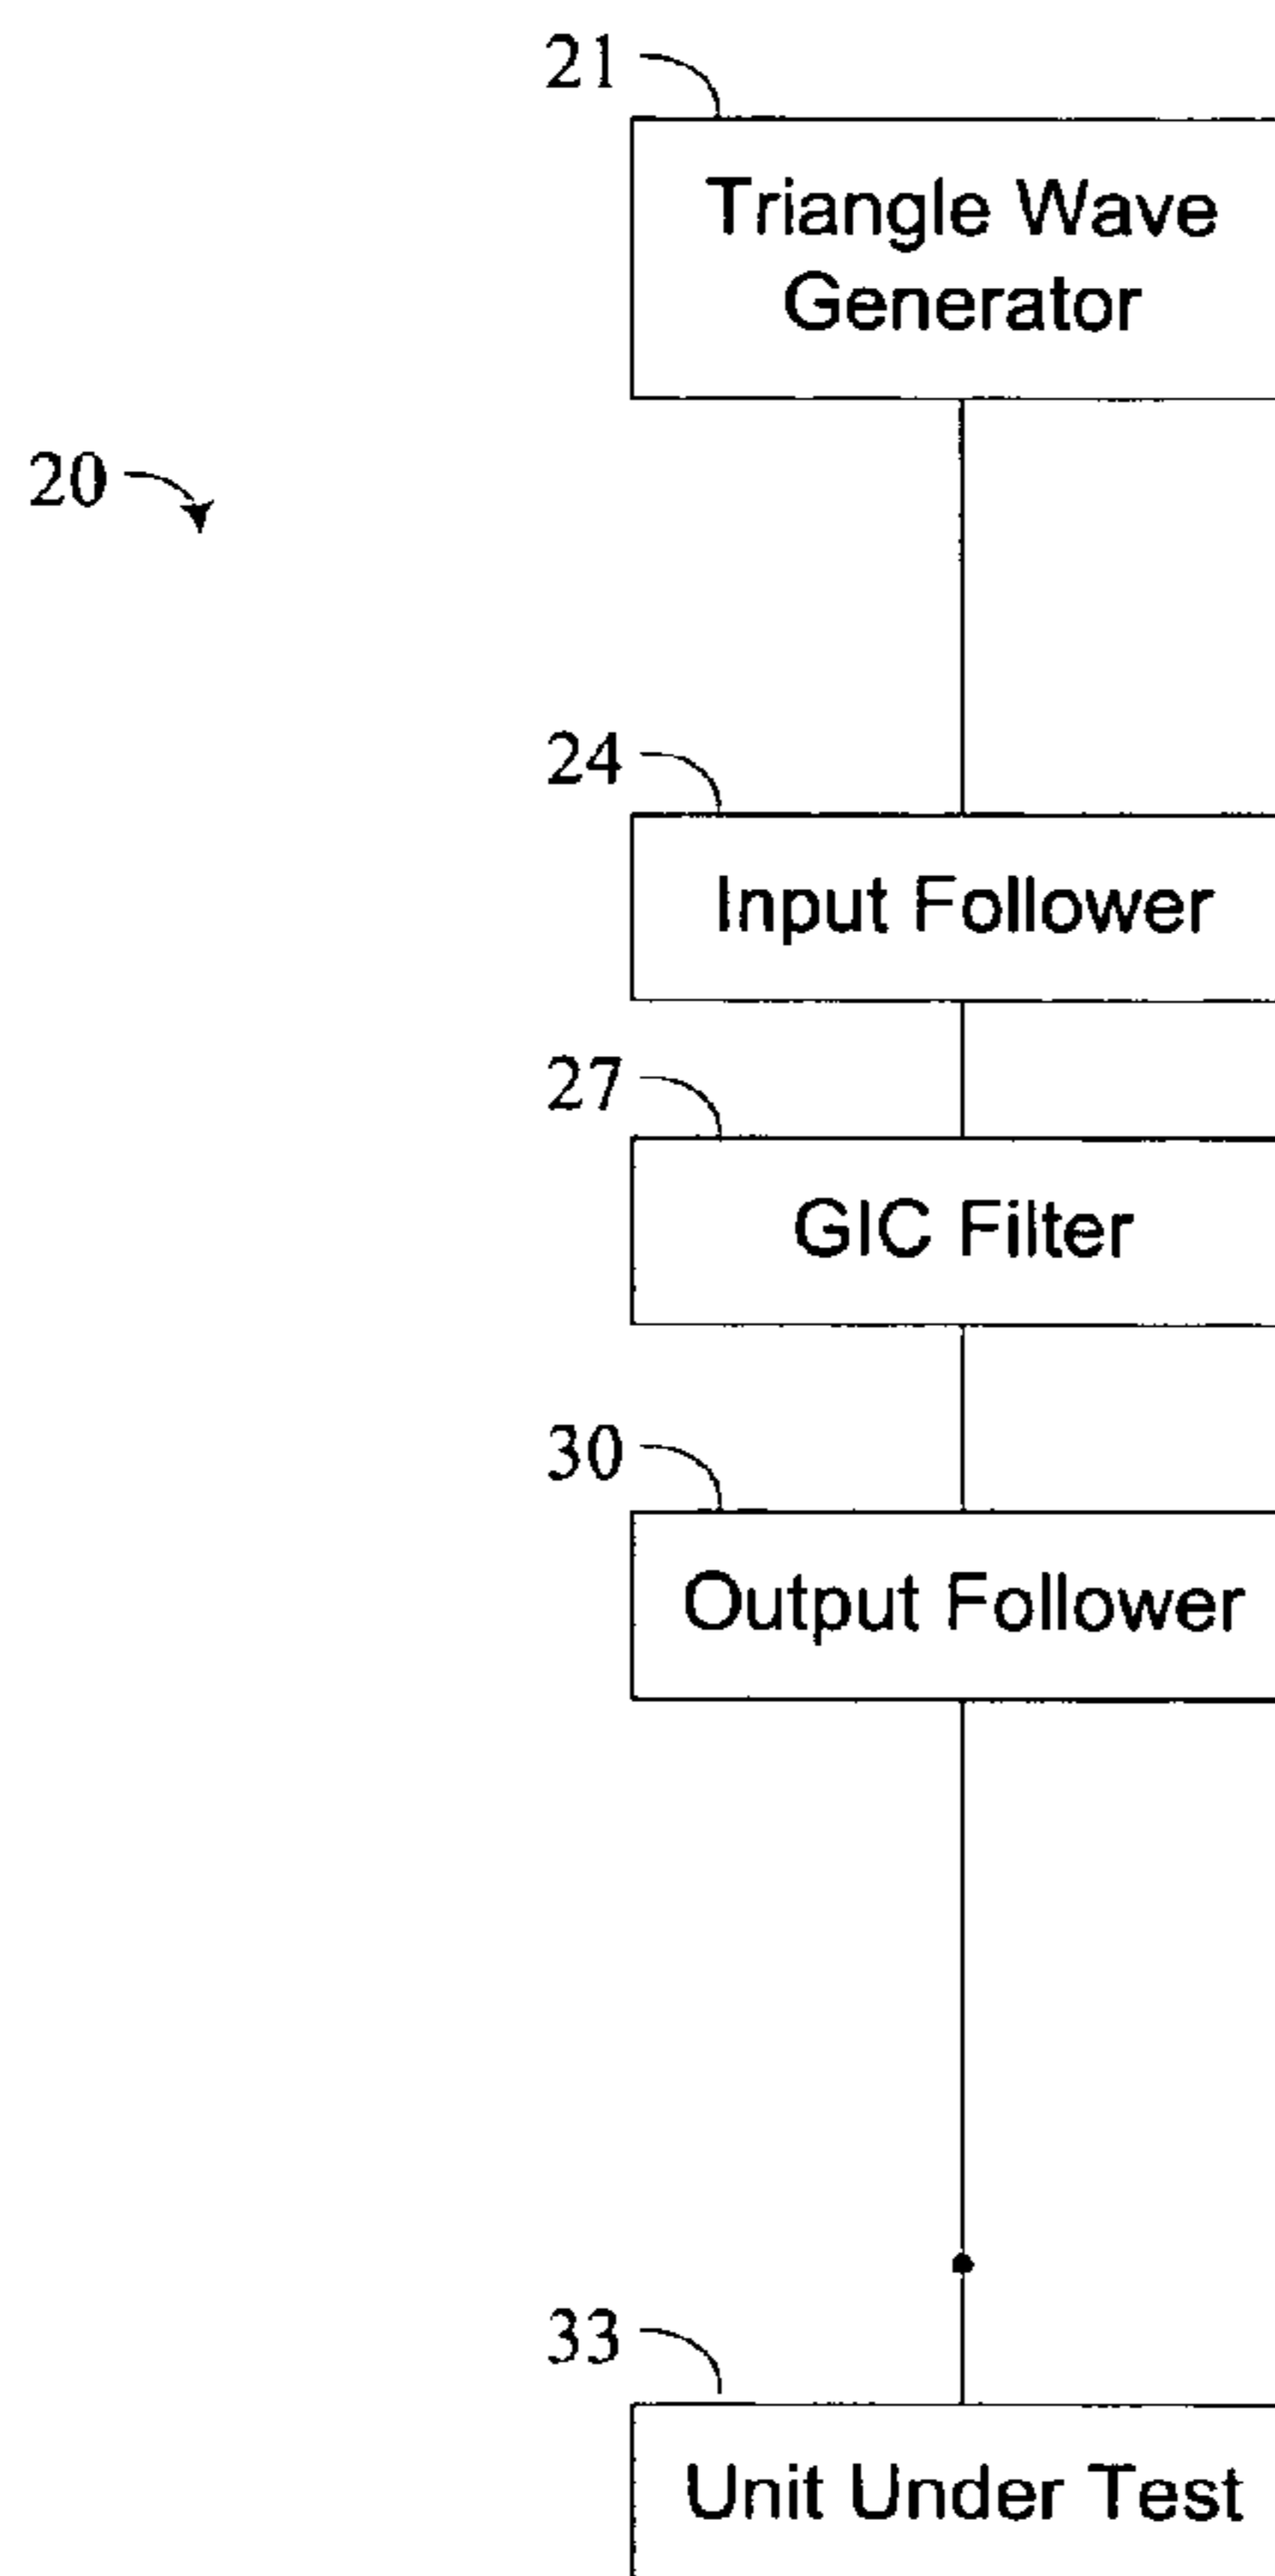 21
Triangle Wave
Generator
20
24
Input Follower
27
GIC Filter
30
Output Follower
33
Unit Under Test